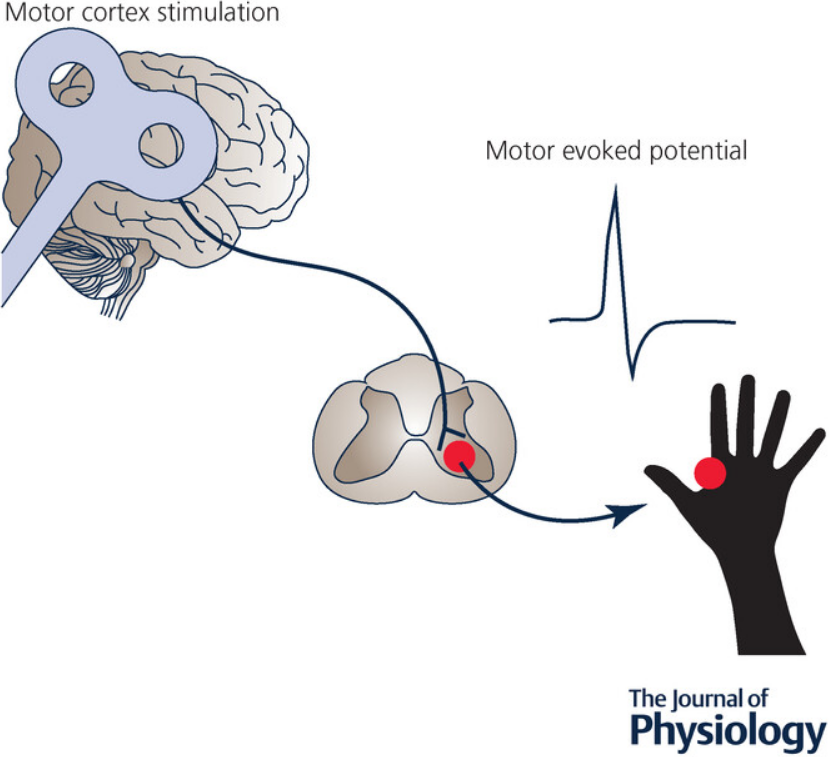 Motor cortex stimulation
Motor evoked potential
The Journal of
Physiology